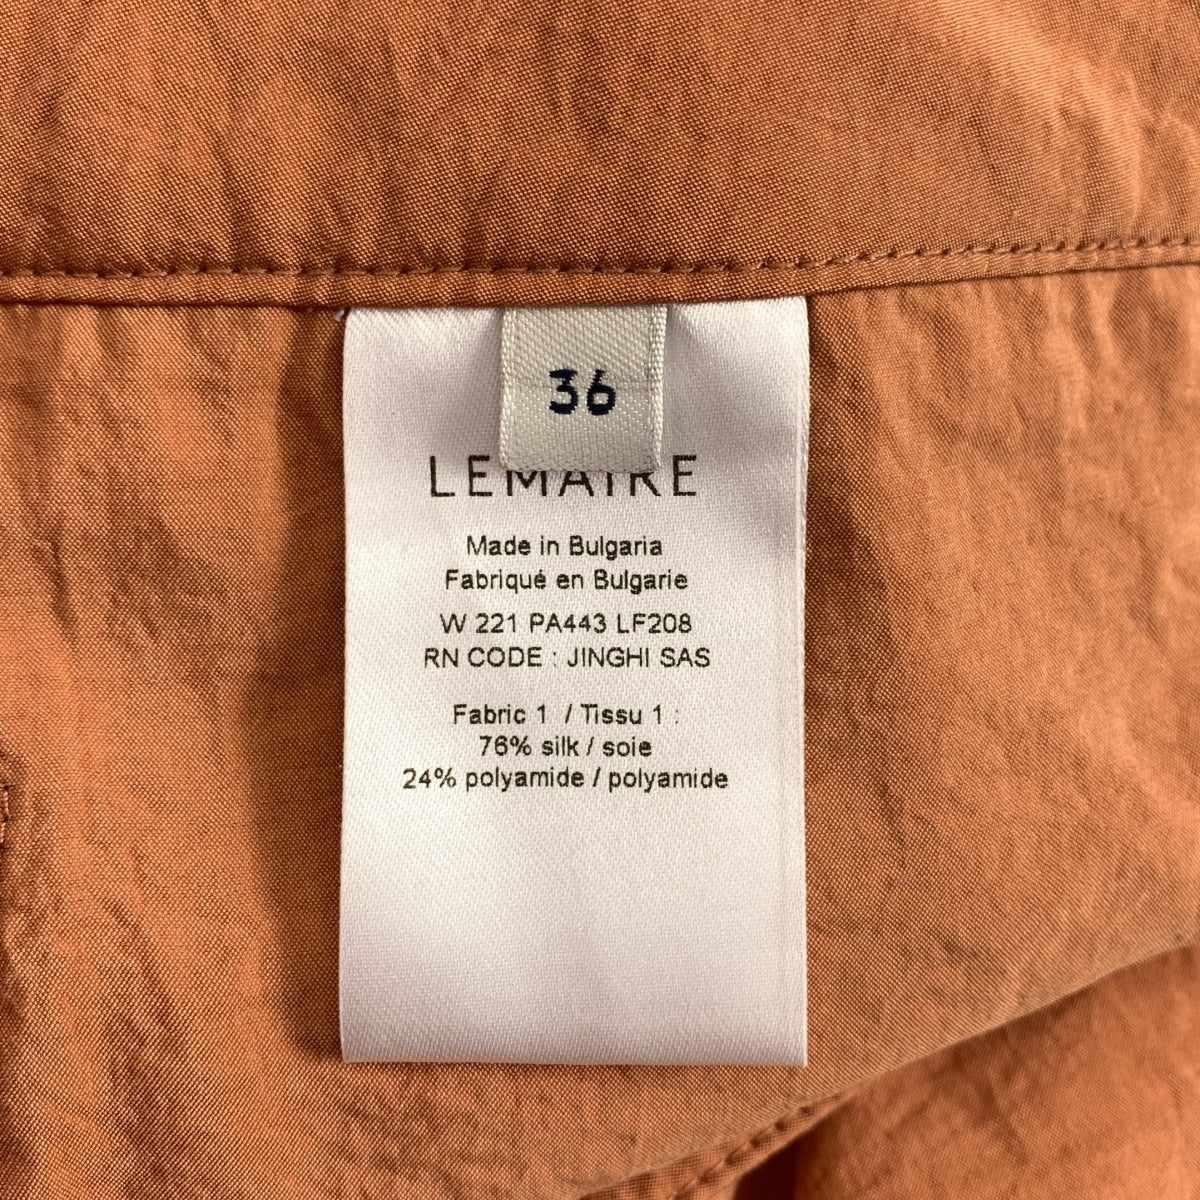 36
LEMAIRE
Made in Bulgaria
Fabriqué en Bulgarie
W 221 PA443 LF208
RN CODE : JINGHI SAS
Fabric 1 / Tissu 1 :
76% silk / soie
24% polyamide / polyamide